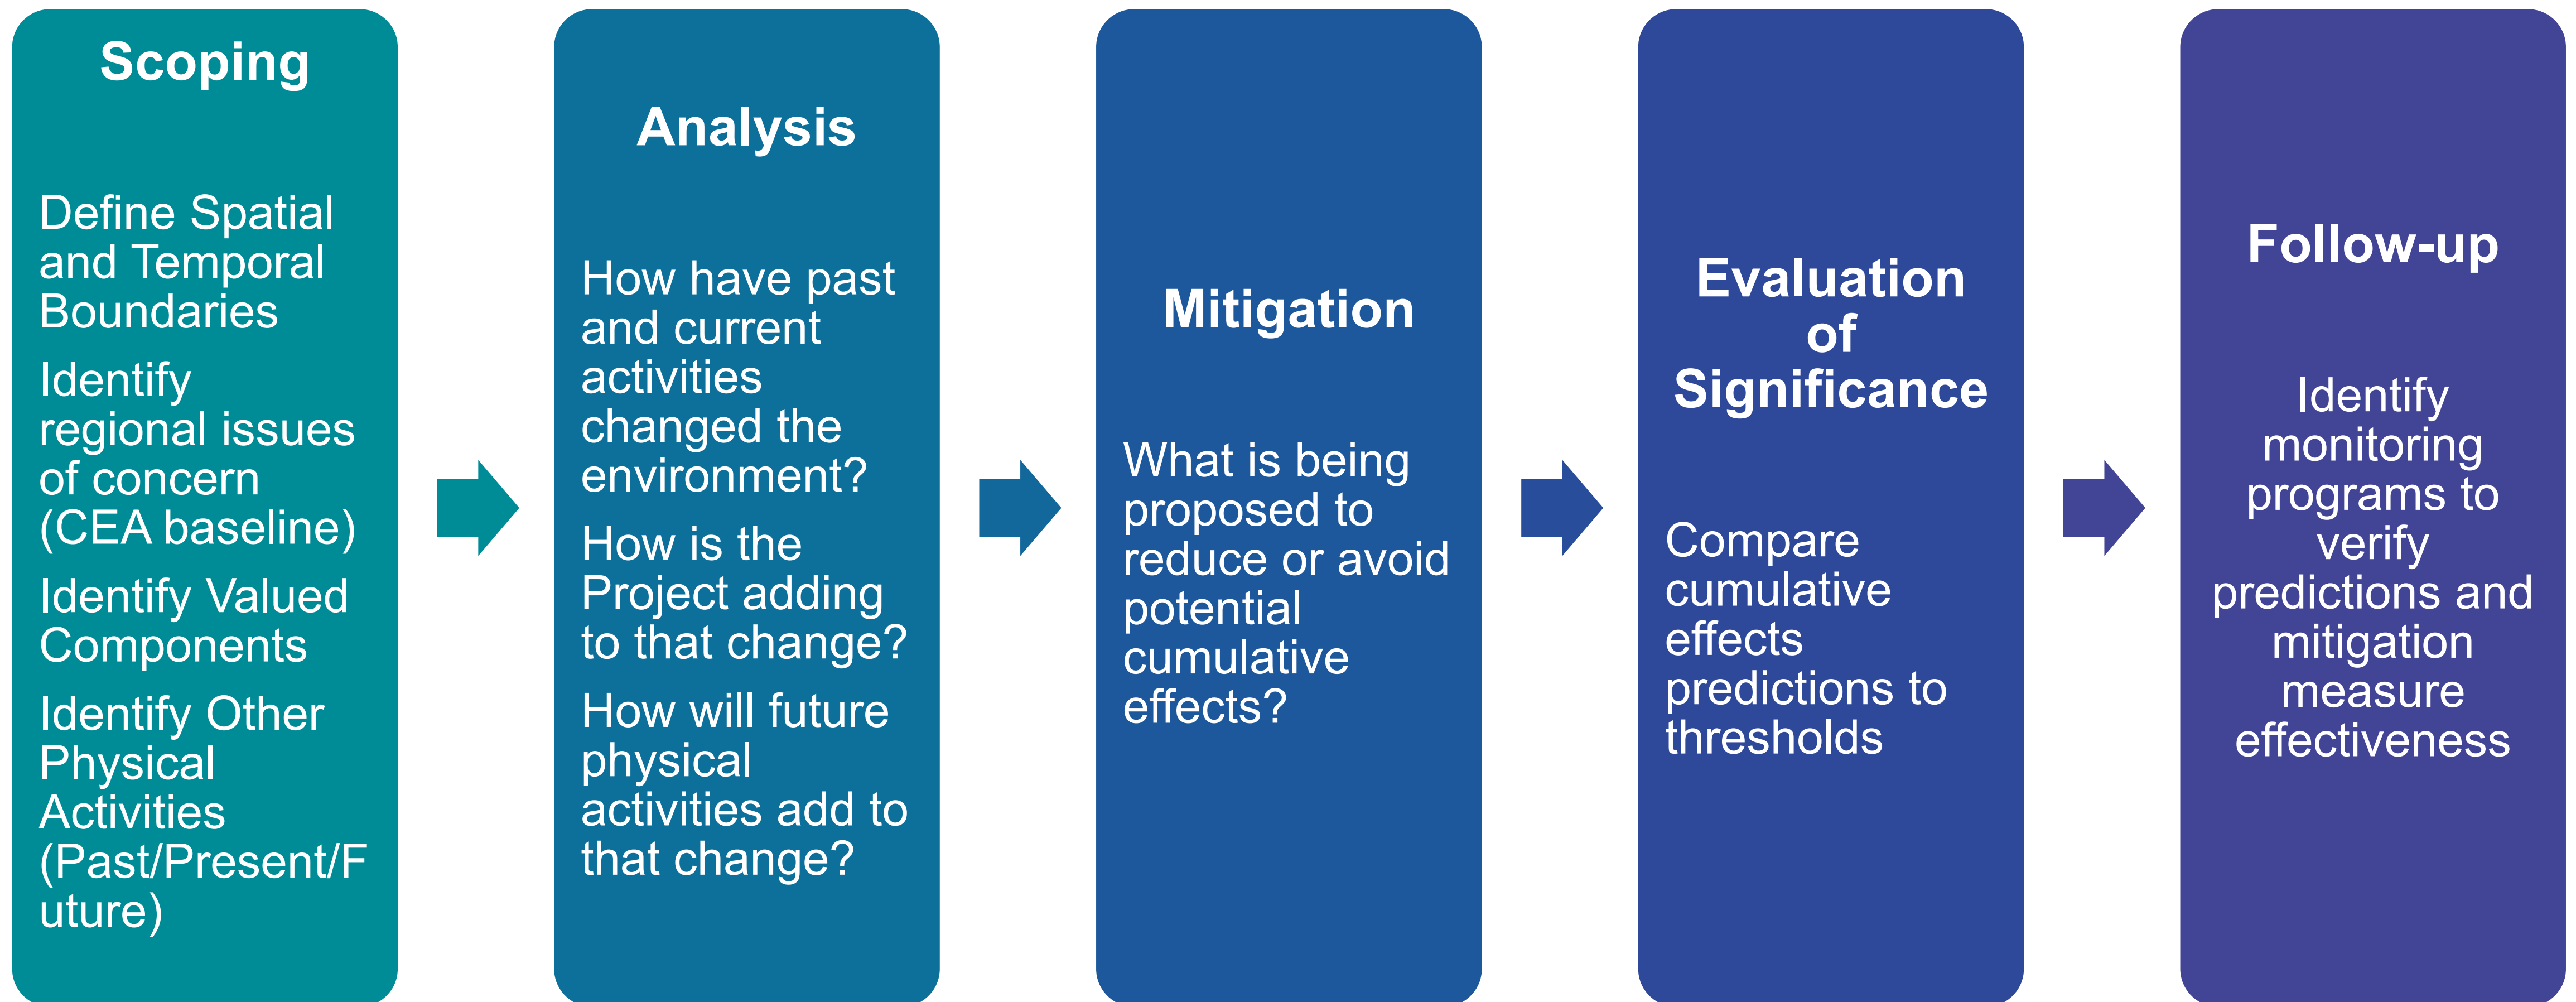 Scoping
Define Spatial
and Temporal
Boundaries
Identify
regional issues
of concern
(CEA baseline)
Identify Valued
Components
Identify Other
Physical
Activities
(Past/Present/F
uture)
Analysis
How have past
and current
activities
changed the
environment?
How is the
Project adding
to that change?
How will future
physical
activities add to
that change?
Mitigation
What is being
proposed to
reduce or avoid
potential
cumulative
effects?
Evaluation
of
Significance
Compare
cumulative
effects
predictions to
thresholds
Follow-up
Identify
monitoring
programs to
verify
predictions and
mitigation
measure
effectiveness